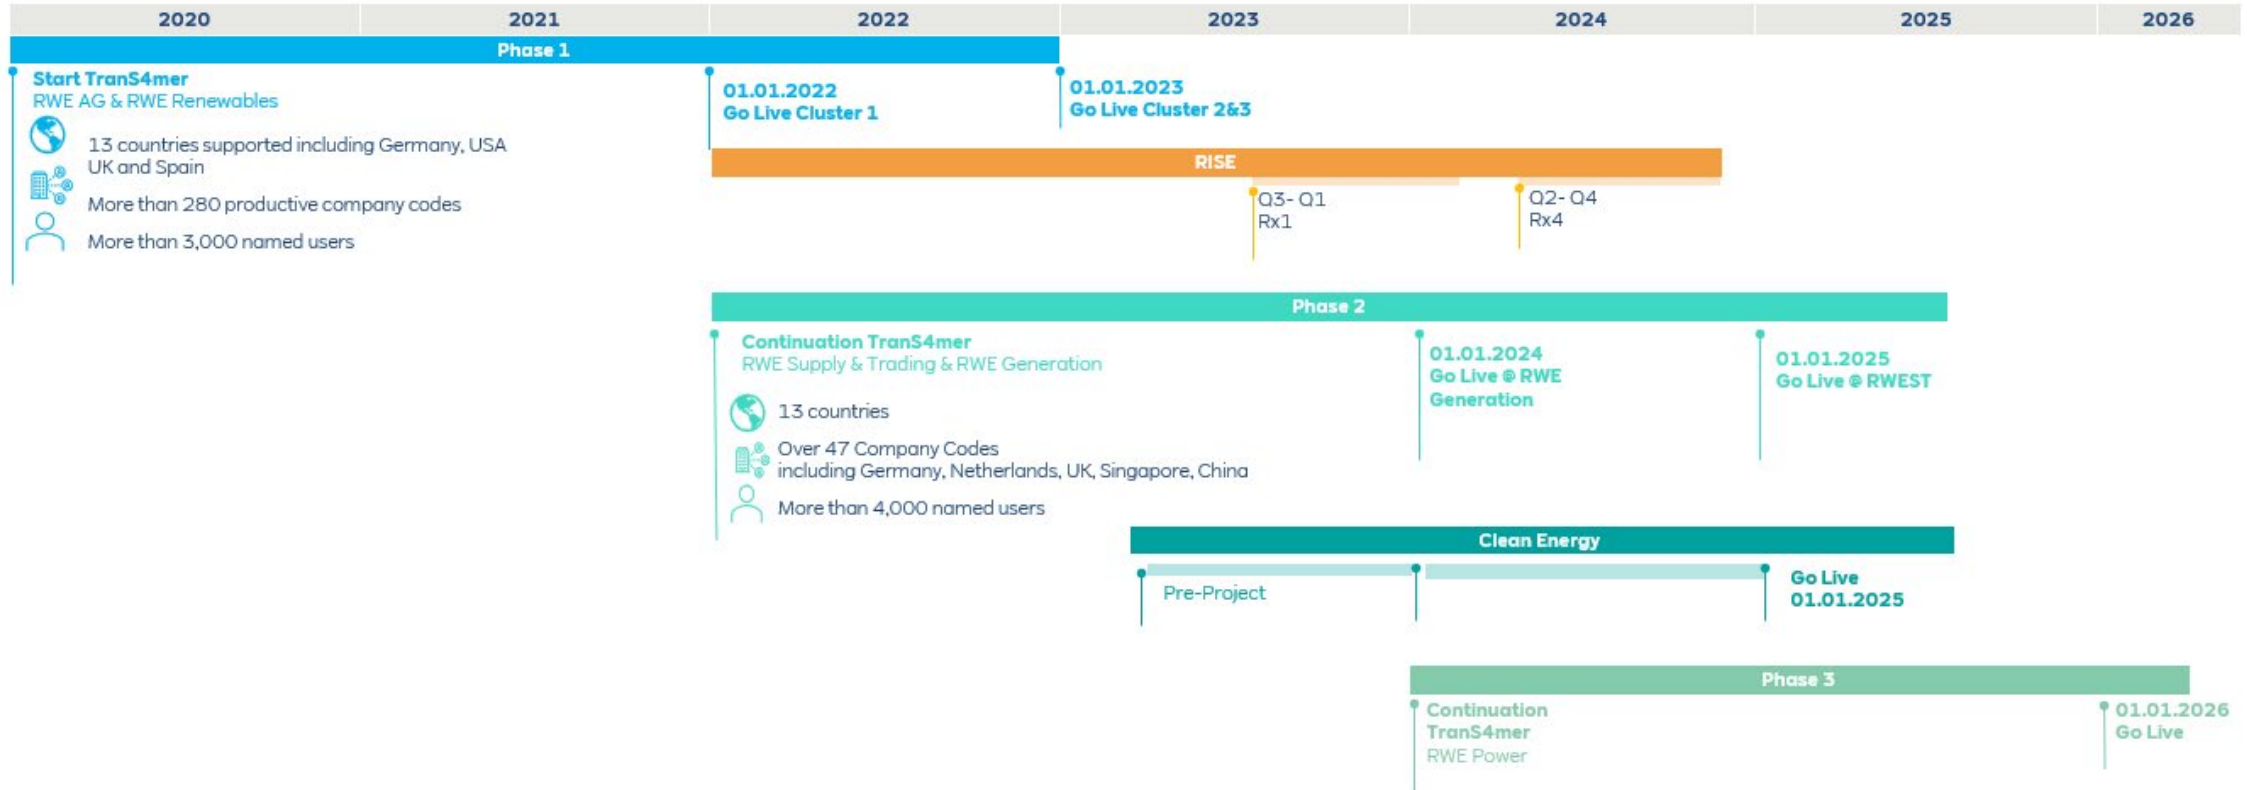 2020 2021 2022 2023 2024 2025 2026
Phase 1
Start TranS4mer
RWE AG & RWE Renewables
13 countries supported including Germany, USA
UK and Spain
More than 280 productive company codes
More than 3,000 named users
01.01.2022
Go Live Cluster 1
01.01.2023
Go Live Cluster 2&3
RISE
Q3- Q1
Rx1
Q2- Q4
Rx4
Phase 2
Continuation TranS4mer
RWE Supply & Trading & RWE Generation
13 countries
Over 47 Company Codes
including Germany, Netherlands, UK, Singapore, China
More than 4,000 named users
01.01.2024
Go Live @ RWE
Generation
01.01.2025
Go Live @ RWEST
Clean Energy
Pre-Project
Go Live
01.01.2025
Phase 3
Continuation
TranS4mer
RWE Power
01.01.2026
Go Live